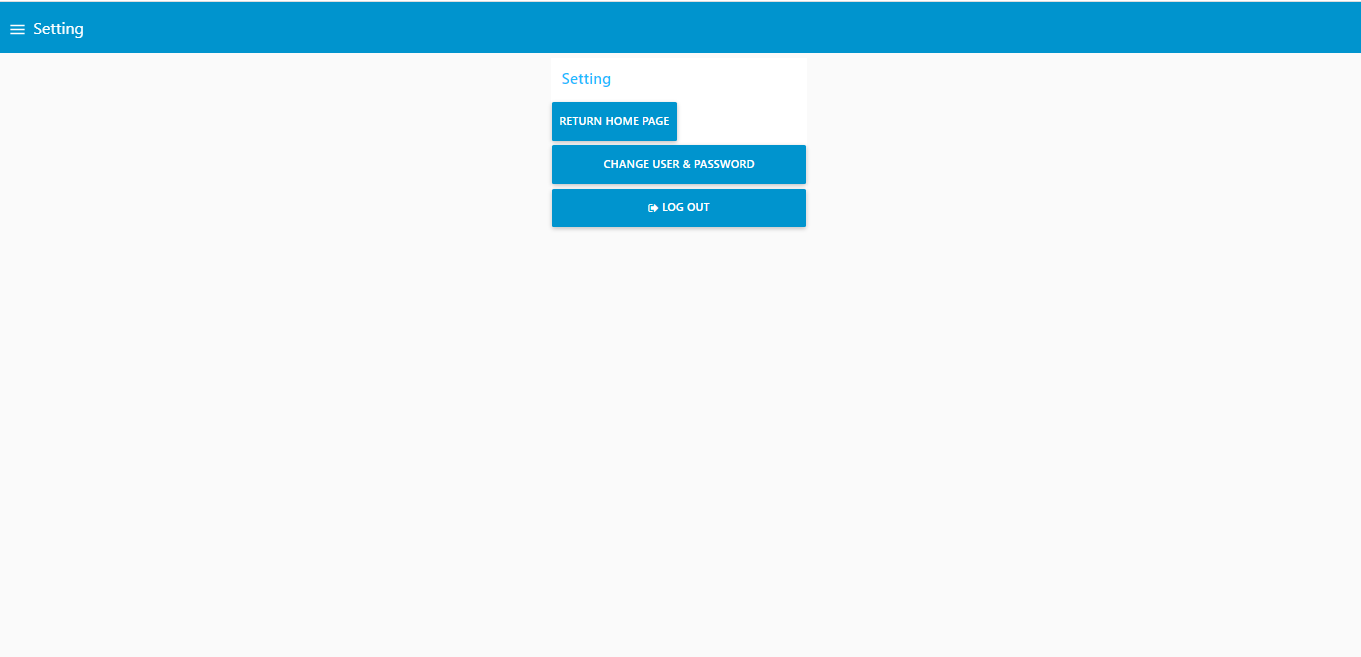 Setting
Setting
RETURN HOME PAGE
CHANGE USER & PASSWORD
LOG OUT